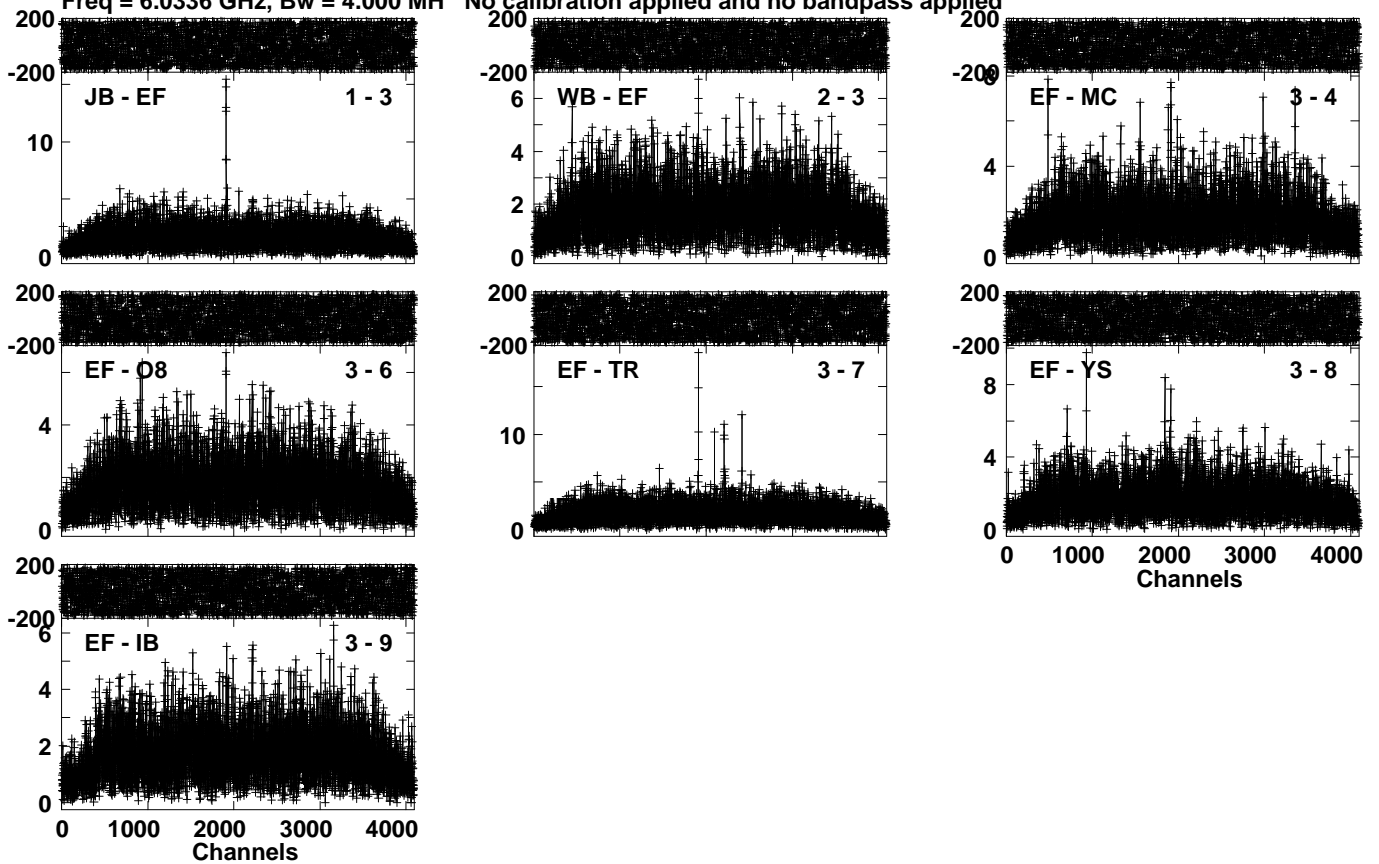 Freq = 6.0336 GHz, Bw = 4.000 MH No calibration applied and no bandpass applied
200
-200
JB - EF 1 - 3
10
0
200
-200
WB - EF 2 - 3
6
4
2
0
200
-200
8
EF - MC 3 - 4
4
0
200
-200
EF - O8 3 - 6
4
0
200
-200
EF - TR 3 - 7
10
0
200
-200
EF - YS 3 - 8
8
4
0
0 1000 2000 3000 4000
Channels
200
-200
EF - IB 3 - 9
6
4
2
0
0 1000 2000 3000 4000
Channels